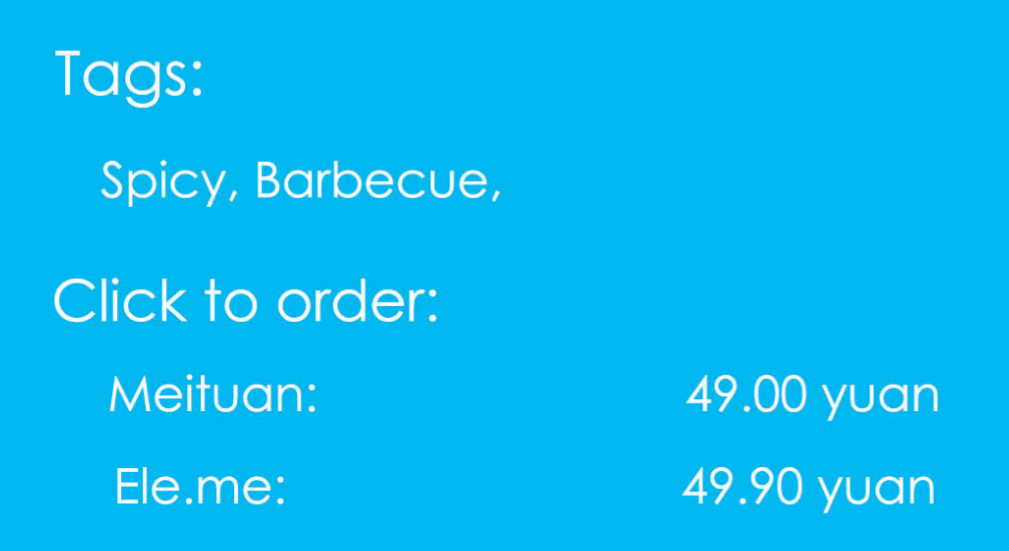 Tags:
Spicy, Barbecue,
Click to order:
Meituan: 49.00 yuan
Ele.me: 49.90 yuan